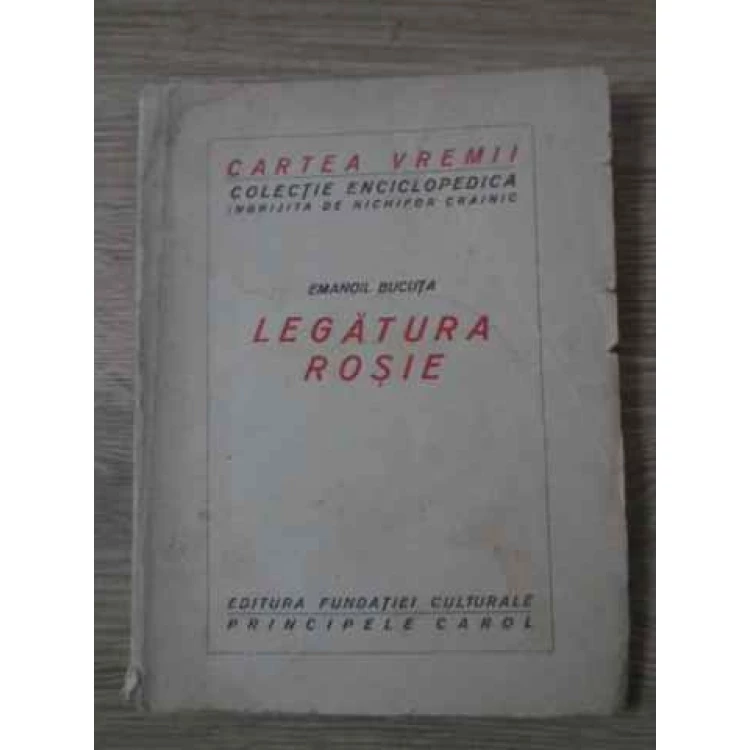 CARTEA VREMII
COLECȚIE ENCICLOPEDICA
INGRIJITA DE NICHIFOR CRAINIC
EMANOIL BUCUȚA
LEGĂTURA
ROȘIE
EDITURA FUNDAȚIEI CULTURALE
PRINCIPELE CAROL